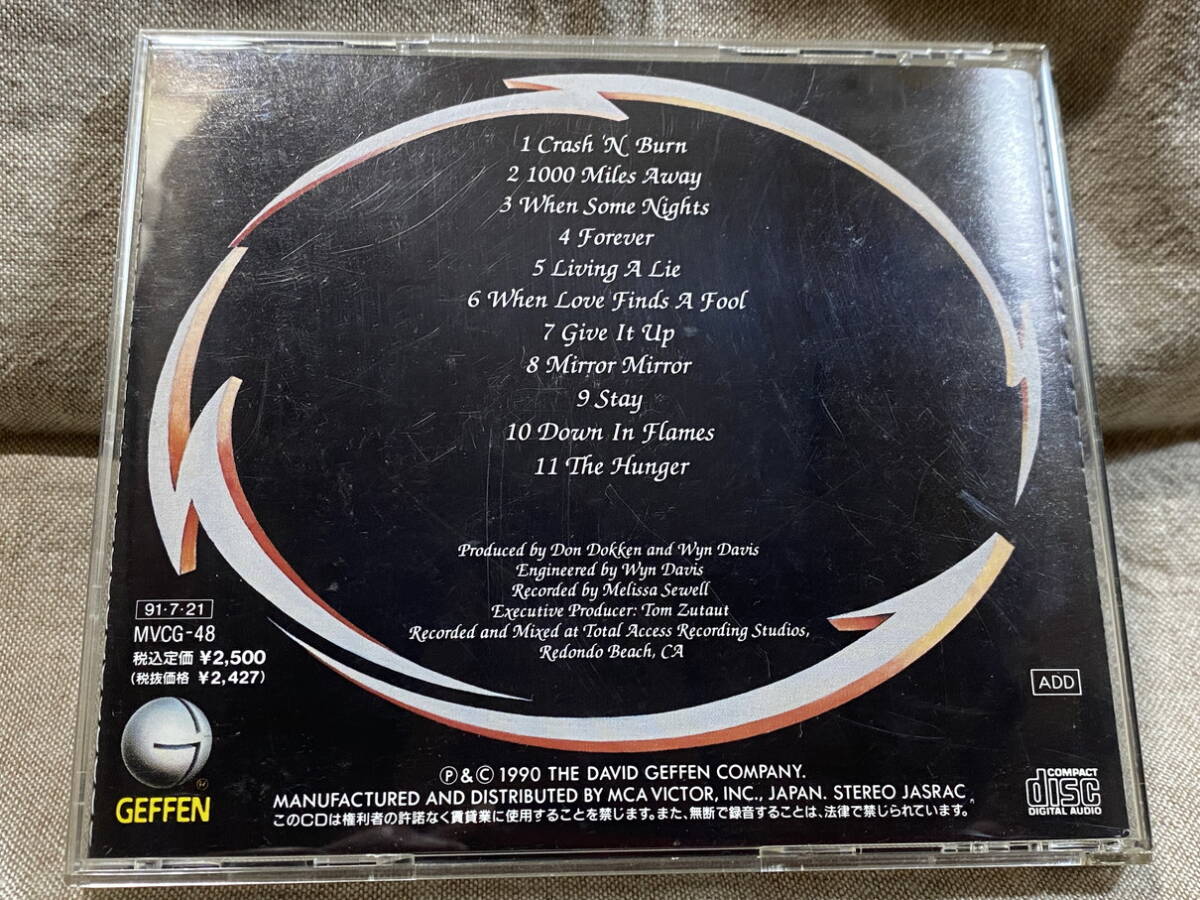 1 Crash 'N Burn
2 1000 Miles Away
3 When Some Nights
4 Forever
5 Living A Lie
6 When Love Finds A Fool
7 Give It Up
8 Mirror Mirror
9 Stay
10 Down In Flames
11 The Hunger
Produced by Don Dokken and Wyn Davis
Engineered by Wyn Davis
Recorded by Melissa Sewell
Executive Producer: Tom Zutaut
Recorded and Mixed at Total Access Recording Studios,
Redondo Beach, CA
91·7·21
MVCG-48
税込定価 ¥2,500
(税抜価格 ¥2,427)
GEFFEN
ADD
Ⓟ&© 1990 THE DAVID GEFFEN COMPANY.
MANUFACTURED AND DISTRIBUTED BY MCA VICTOR, INC., JAPAN. STEREO JASRAC
このCDは権利者の許諾なく賃貸業に使用することを禁じます。また、無断で録音することは、法律で禁じられています。
COMPACT
disc
DIGITAL AUDIO